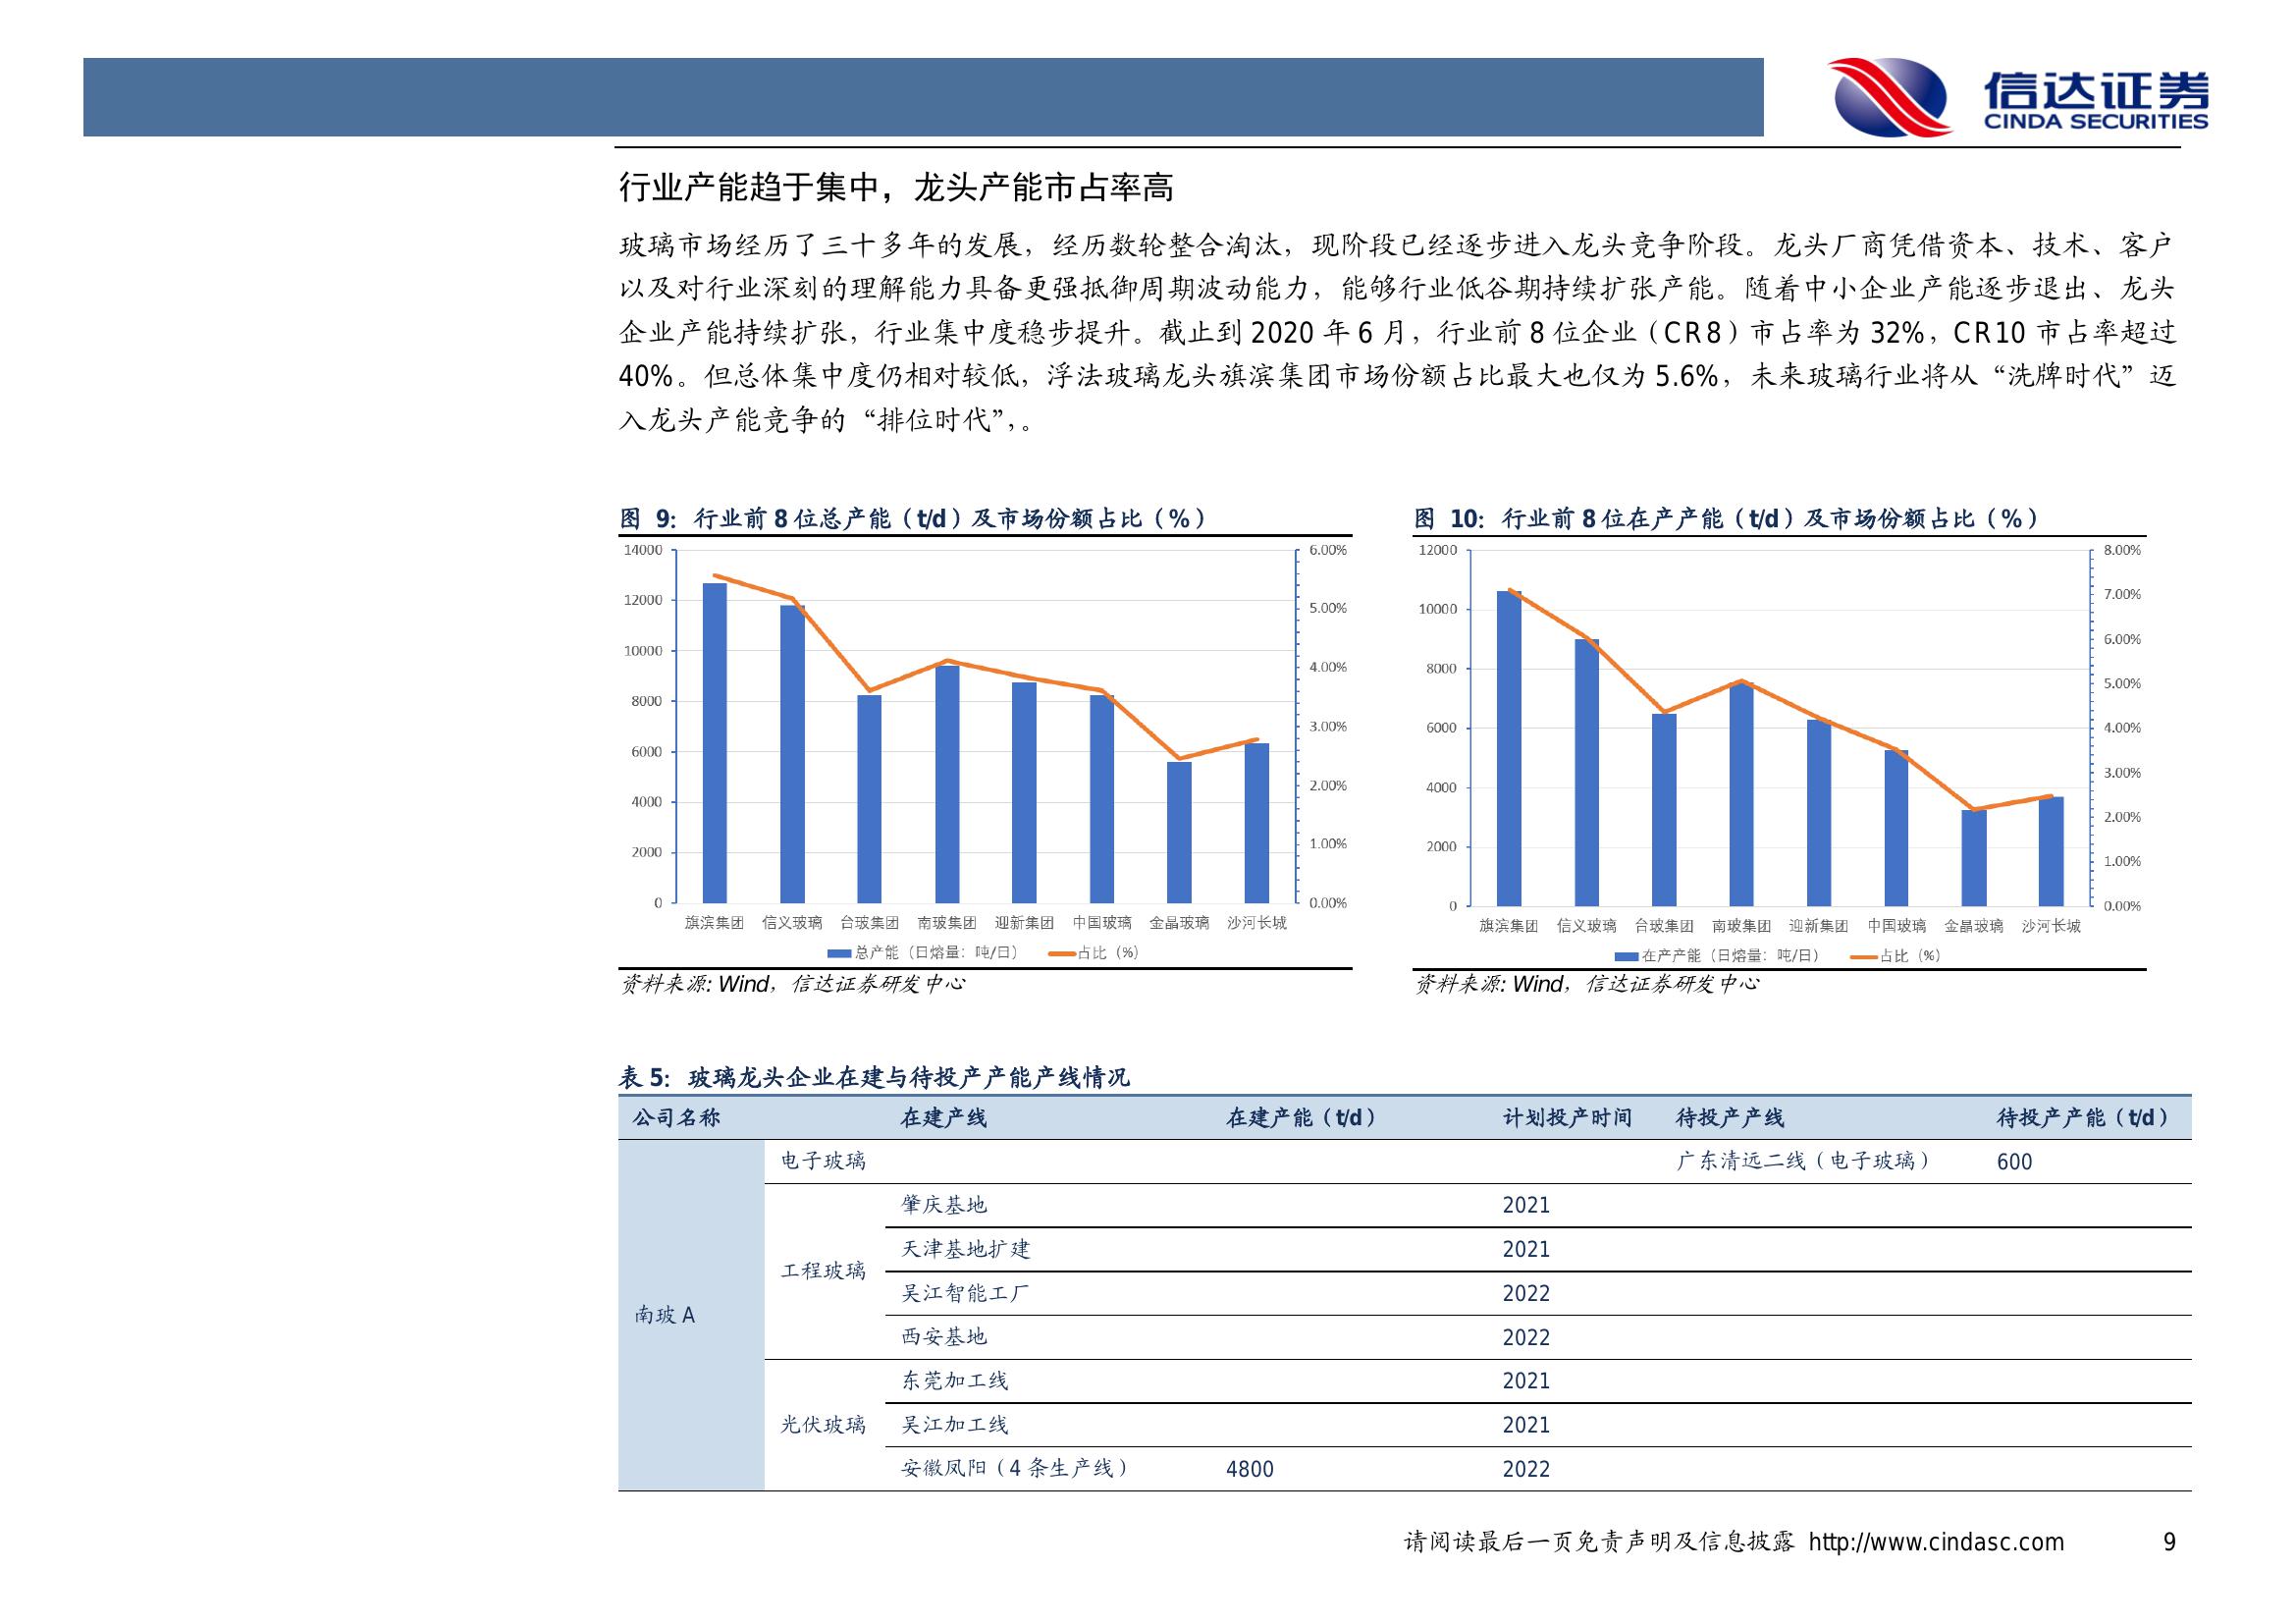 信达证券
CINDA SECURITIES
行业产能趋于集中，龙头产能市占率高
玻璃市场经历了三十多年的发展，经历数轮整合淘汰，现阶段已经逐步进入龙头竞争阶段。龙头厂商凭借资本、技术、客户
以及对行业深刻的理解能力具备更强抵御周期波动能力，能够行业低谷期持续扩张产能。随着中小企业产能逐步退出、龙头
企业产能持续扩张，行业集中度稳步提升。截止到 2020 年 6 月，行业前 8 位企业（CR8）市占率为 32%，CR10 市占率超过
40%。但总体集中度仍相对较低，浮法玻璃龙头旗滨集团市场份额占比最大也仅为 5.6%，未来玻璃行业将从“洗牌时代”迈
入龙头产能竞争的“排位时代”，。
图 9：行业前 8 位总产能（t/d）及市场份额占比（%）
14000
12000
10000
8000
6000
4000
2000
0
6.00%
5.00%
4.00%
3.00%
2.00%
1.00%
0.00%
旗滨集团 信义玻璃 台玻集团 南玻集团 迎新集团 中国玻璃 金晶玻璃 沙河长城
总产能（日熔量：吨/日） 占比（%）
资料来源: Wind，信达证券研发中心
图 10：行业前 8 位在产产能（t/d）及市场份额占比（%）
12000
10000
8000
6000
4000
2000
0
8.00%
7.00%
6.00%
5.00%
4.00%
3.00%
2.00%
1.00%
0.00%
旗滨集团 信义玻璃 台玻集团 南玻集团 迎新集团 中国玻璃 金晶玻璃 沙河长城
在产产能（日熔量：吨/日） 占比（%）
资料来源: Wind，信达证券研发中心
表 5：玻璃龙头企业在建与待投产产能产线情况
公司名称 在建产线 在建产能（t/d） 计划投产时间 待投产产线 待投产产能（t/d）
南玻 A
电子玻璃 广东清远二线（电子玻璃） 600
工程玻璃
肇庆基地 2021
天津基地扩建 2021
吴江智能工厂 2022
西安基地 2022
光伏玻璃
东莞加工线 2021
吴江加工线 2021
安徽凤阳（4 条生产线） 4800 2022
请阅读最后一页免责声明及信息披露 http://www.cindasc.com 9